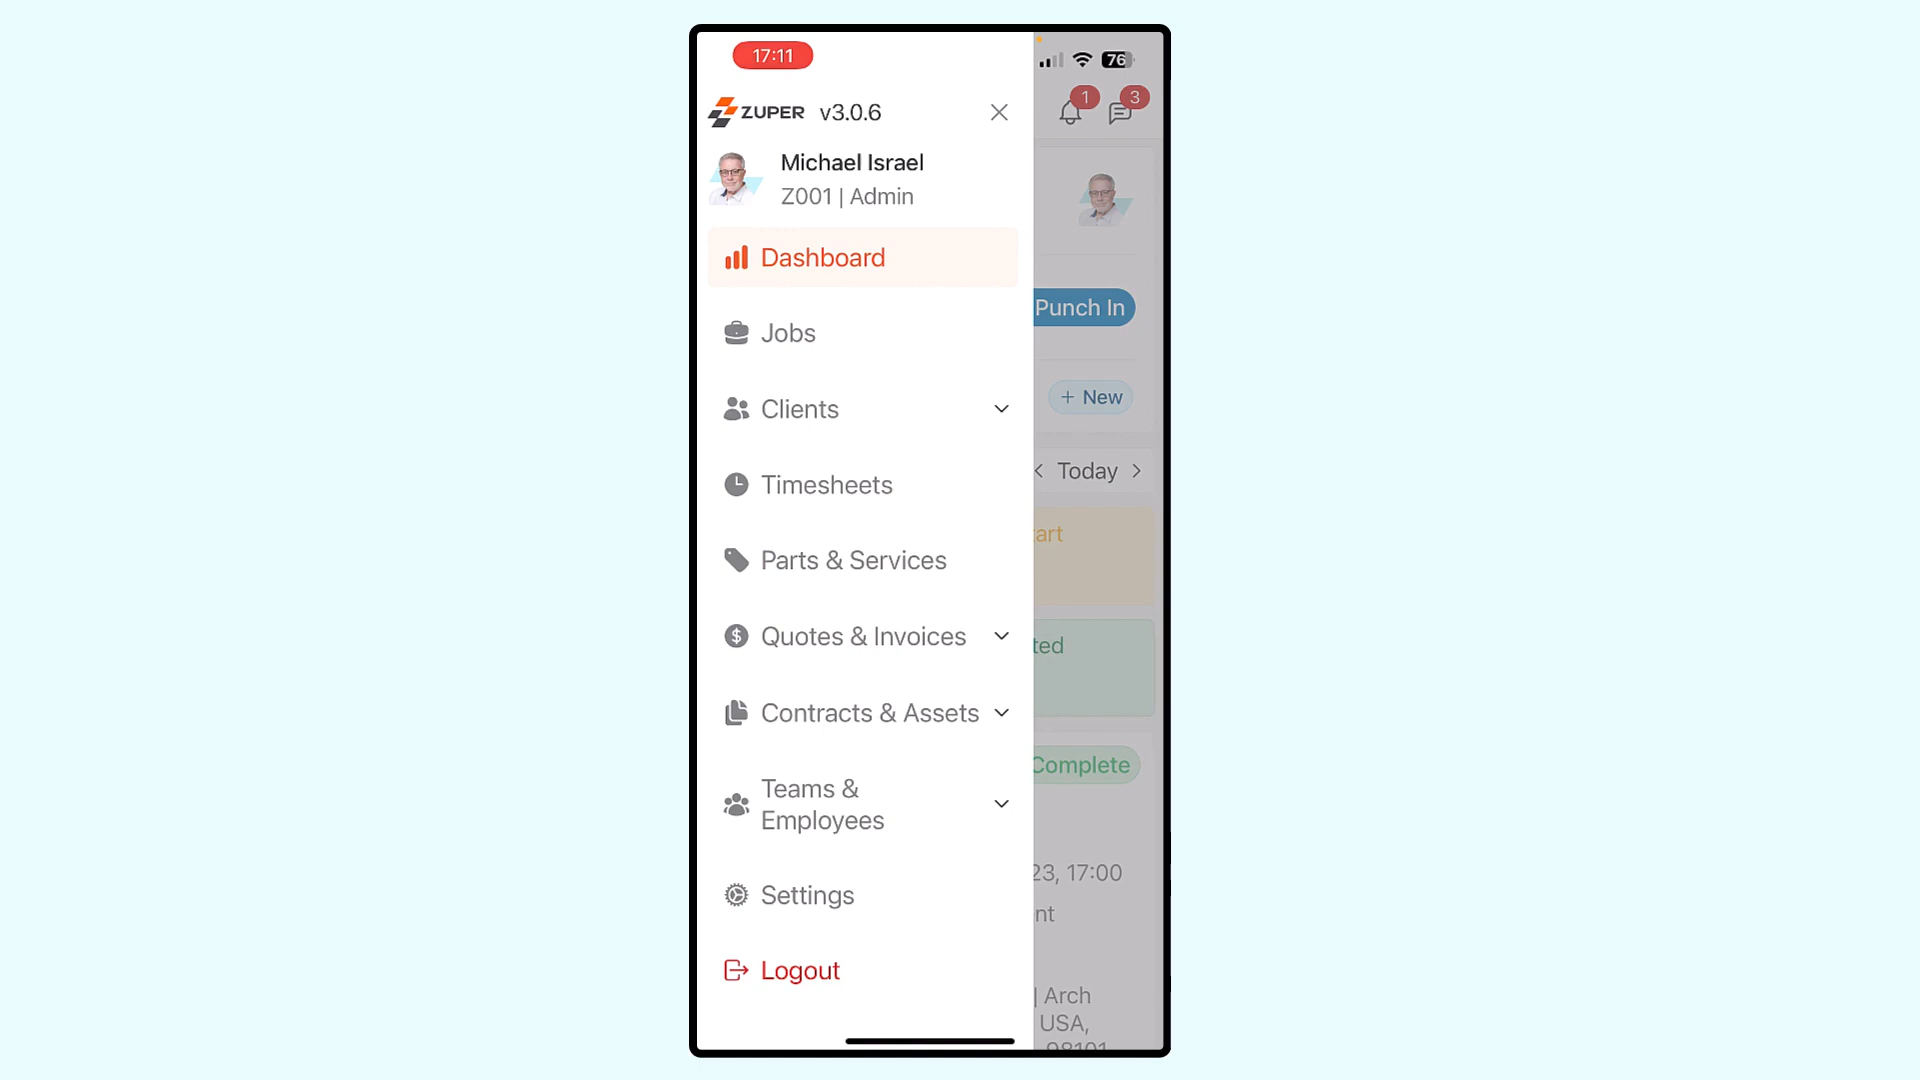 17:11
76
ZUPER v3.0.6
1
3
Michael Israel
Z001 | Admin
Dashboard
Punch In
Jobs
+ New
Clients
Today
Timesheets
art
Parts & Services
Quotes & Invoices
ted
Contracts & Assets
Complete
Teams &
Employees
23, 17:00
Settings
nt
Logout
| Arch
USA,
98101